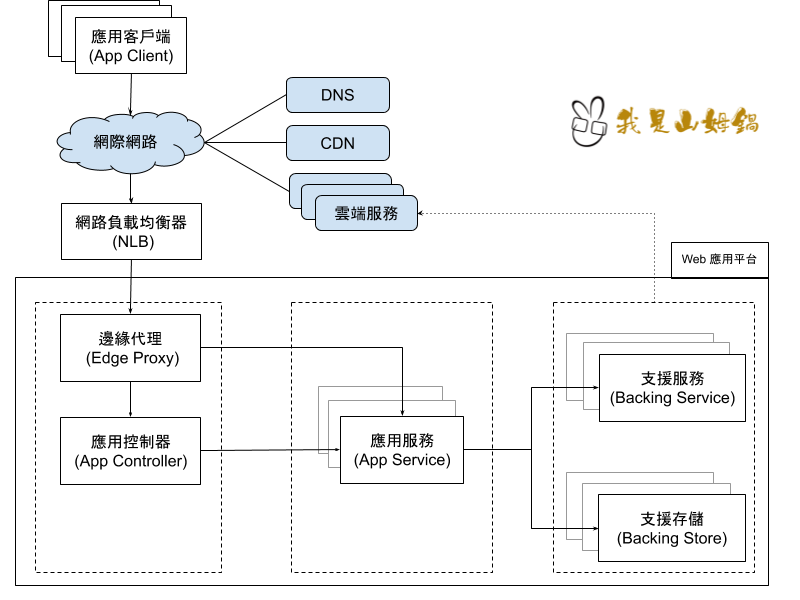 應用客戶端
(App Client)
網際網路
DNS
CDN
雲端服務
我是山姆鍋
網路負載均衡器
(NLB)
Web 應用平台
邊緣代理
(Edge Proxy)
應用控制器
(App Controller)
應用服務
(App Service)
支援服務
(Backing Service)
支援存儲
(Backing Store)